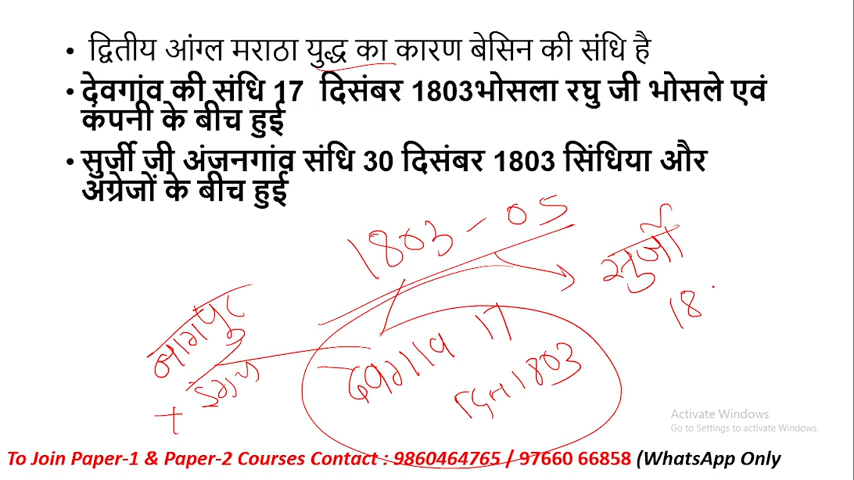 • द्वितीय आंग्ल मराठा युद्ध का कारण बेसिन की संधि है
• देवगांव की संधि 17 दिसंबर 1803भोसला रघु जी भोसले एवं
कंपनी के बीच हुई
• सुर्जी जी अंजनगांव संधि 30 दिसंबर 1803 सिंधिया और
अग्रेजों के बीच हुई
1803 - 05
सुर्जी
18
नागपुर
+
देवगाव 17
1803
Activate Windows
Go to Settings to activate Windows.
To Join Paper-1 & Paper-2 Courses Contact : 9860464765 / 97660 66858 (WhatsApp Only